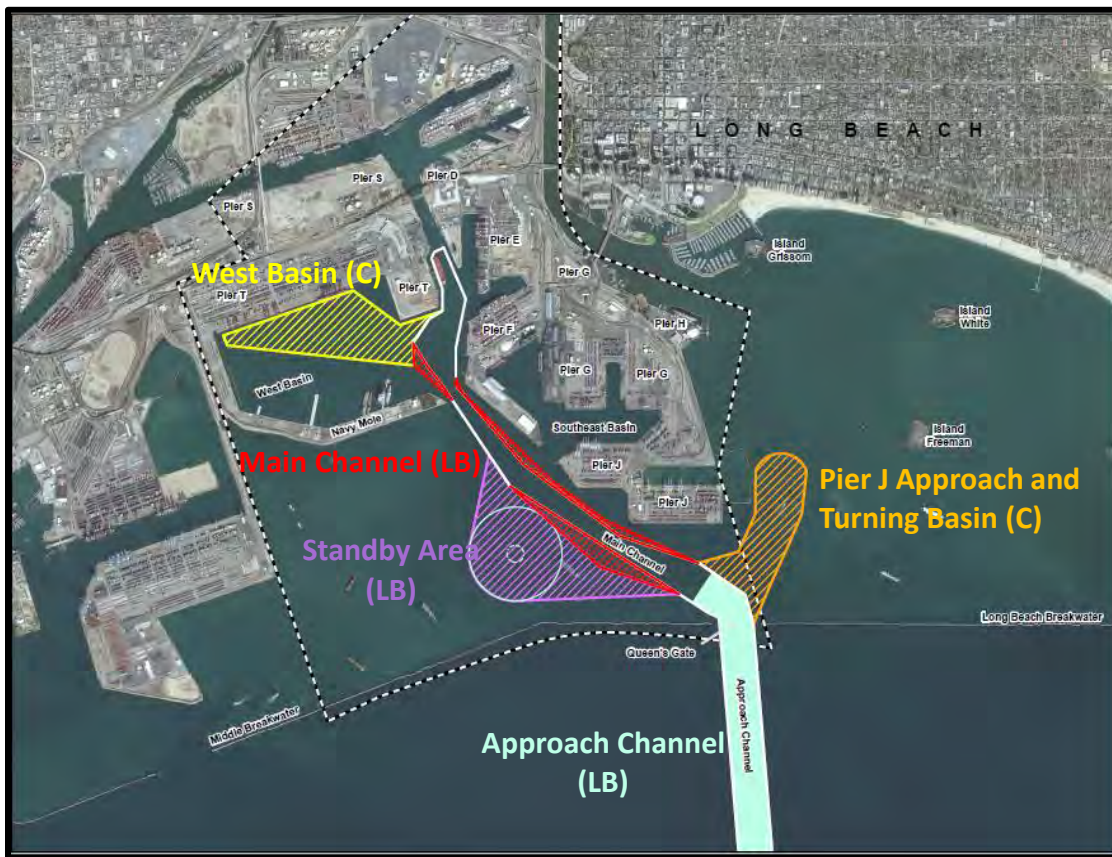 LONG BEACH
Pier S
Pier S
Pier D
Pier E
Island
Grissom
West Basin (C)
Pier T
Pier T
Pier G
Island
White
Pier F
Pier H
Pier G
Pier G
West Basin
Navy Mole
Southeast Basin
Island
Freeman
Main Channel (LB)
Pier J
Pier J
Pier J Approach and
Turning Basin (C)
Standby Area
(LB)
Main Channel
Long Beach Breakwater
Queen's Gate
Middle Breakwater
Approach Channel
Approach Channel
(LB)